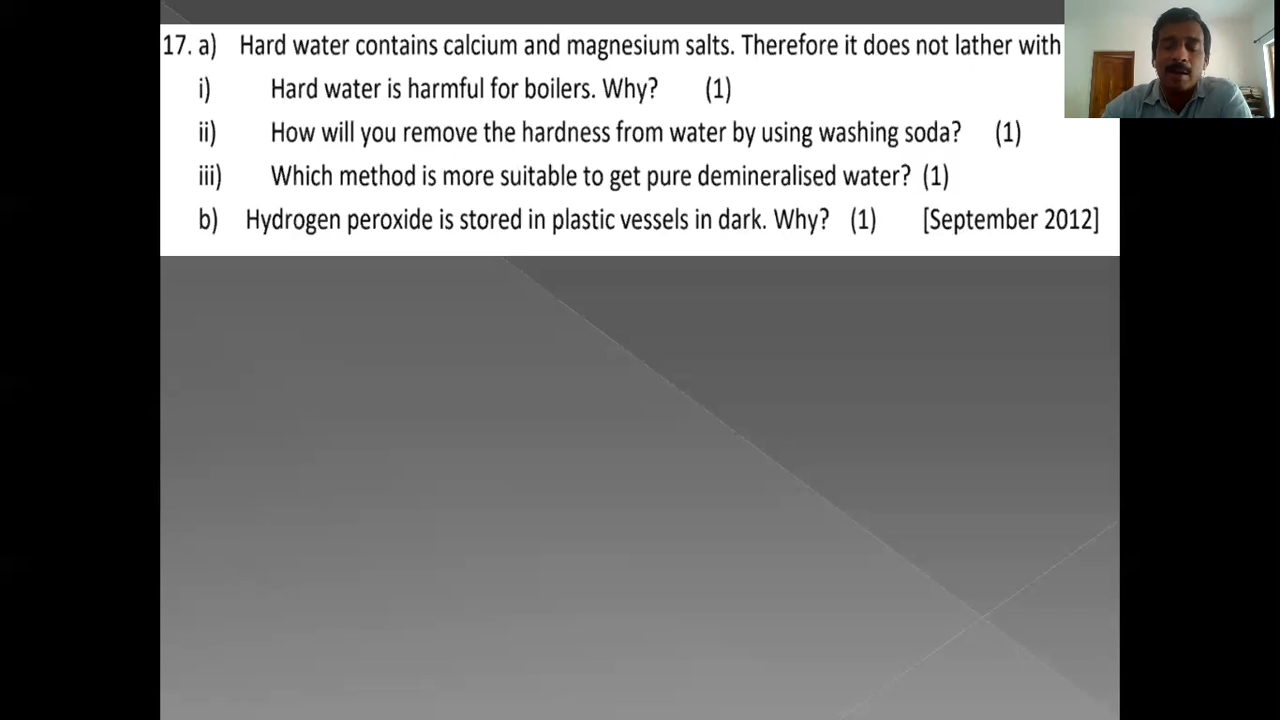 17. a) Hard water contains calcium and magnesium salts. Therefore it does not lather with
i) Hard water is harmful for boilers. Why? (1)
ii) How will you remove the hardness from water by using washing soda? (1)
iii) Which method is more suitable to get pure demineralised water? (1)
b) Hydrogen peroxide is stored in plastic vessels in dark. Why? (1) [September 2012]